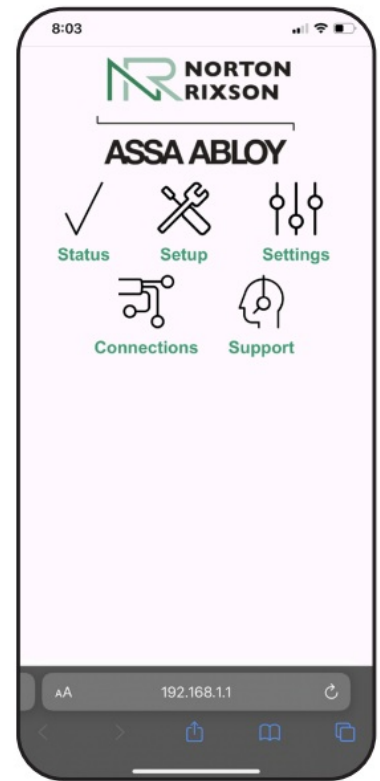 8:03
NORTON
RIXSON
ASSA ABLOY
Status Setup Settings
Connections Support
AA 192.168.1.1